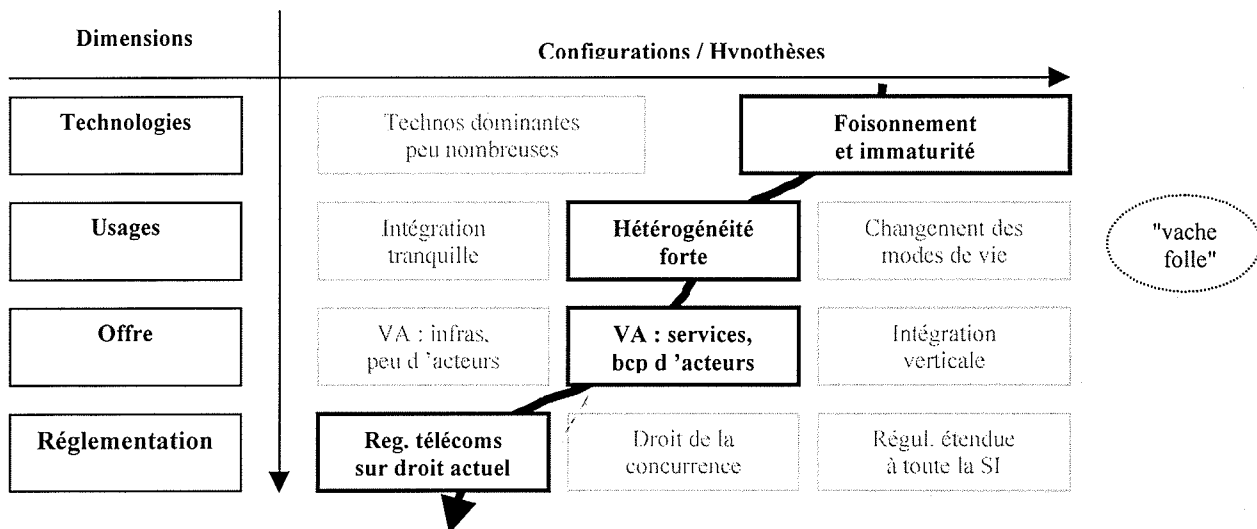 Dimensions
Configurations / Hypothèses
Technologies
Technos dominantes
peu nombreuses
Foisonnement
et immaturité
Usages
Intégration
tranquille
Hétérogénéité
forte
Changement des
modes de vie
"vache
folle"
Offre
VA : infras,
peu d 'acteurs
VA : services,
bcp d 'acteurs
Intégration
verticale
Réglementation
Reg. télécoms
sur droit actuel
Droit de la
concurrence
Régul. étendue
à toute la SI